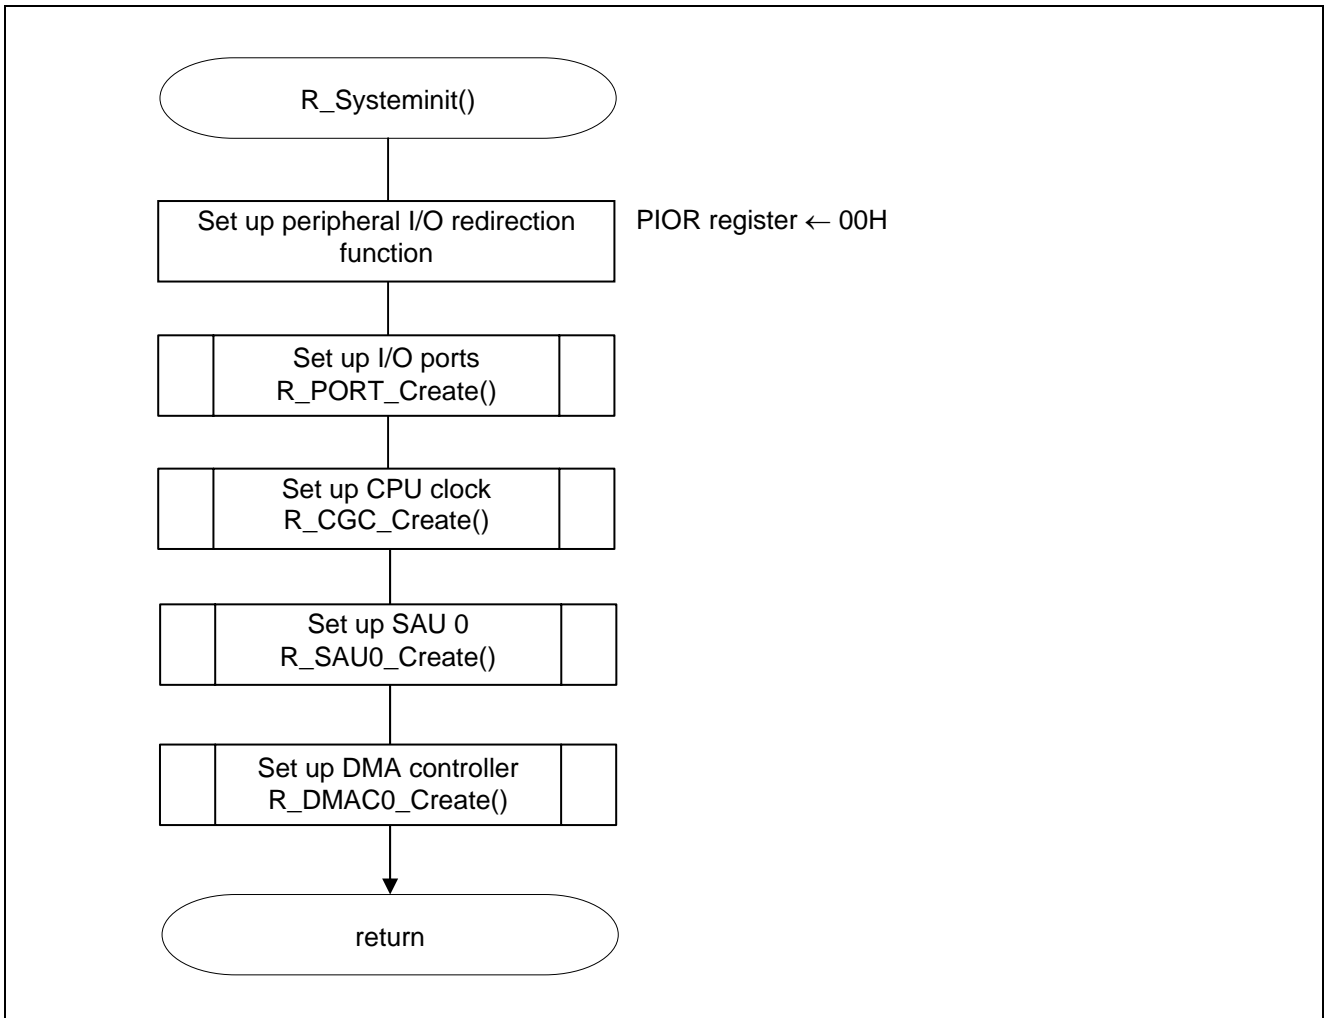 R_Systeminit()
Set up peripheral I/O redirection
function
PIOR register ← 00H
Set up I/O ports
R_PORT_Create()
Set up CPU clock
R_CGC_Create()
Set up SAU 0
R_SAU0_Create()
Set up DMA controller
R_DMAC0_Create()
return